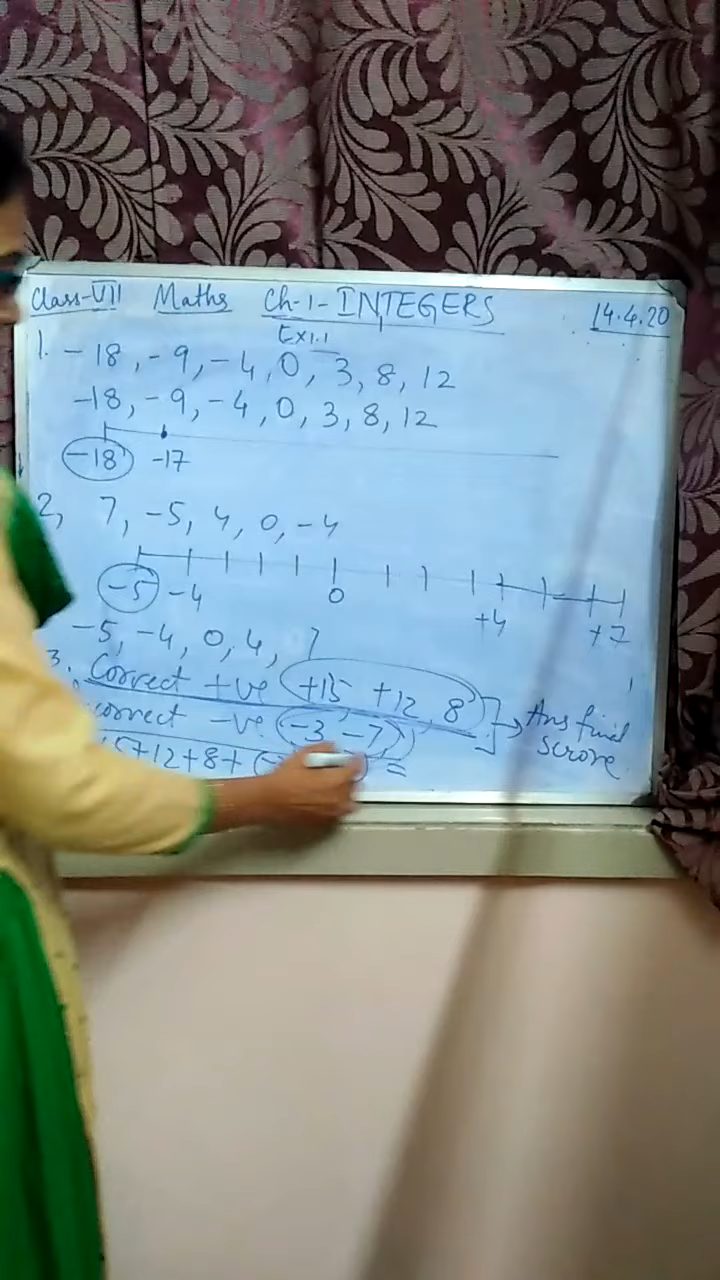 Class-VII Maths Ch-1-INTEGERS 14.4.20
Ex1.1
1. -18, -9, -4, 0, 3, 8, 12
-18, -9, -4, 0, 3, 8, 12
-18 -17
2, 7, -5, 4, 0, -4
-5 -4 0 +4 +7
-5, -4, 0, 4, 7
3. Correct +ve +15, +12, 8
correct -ve (-3, -7) Ans final
scrore
5+12+8+ ( ) =